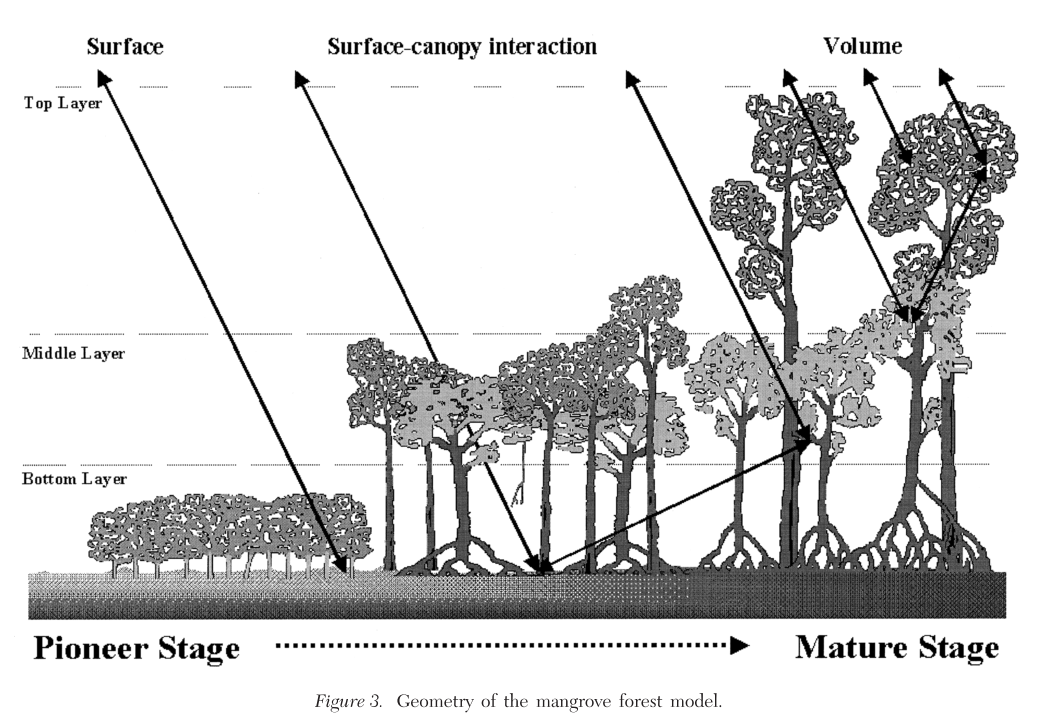 Surface Surface-canopy interaction Volume
Top Layer
Middle Layer
Bottom Layer
Pioneer Stage Mature Stage
Figure 3. Geometry of the mangrove forest model.